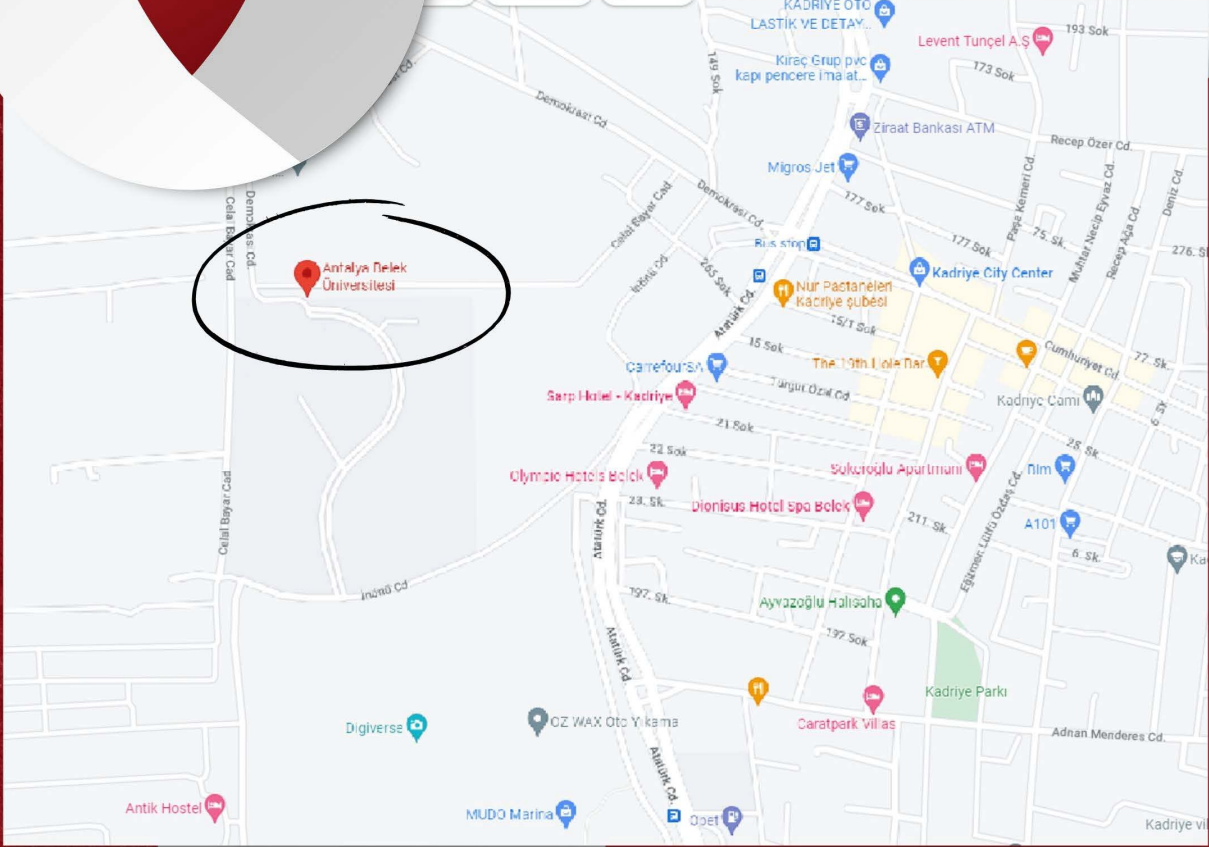 KADRİYE OTO
LASTİK VE DETAY...
Levent Tunçel A.Ş
193 Sok
Kıraç Grup pvc
kapı pencere imalat...
149 Sok
173 Sok
Cd.
Demokrasi Cd
Ziraat Bankası ATM
Recep Özer Cd.
Migros Jet
177 Sok
Paşa Kemeri Cd.
Muhtar Necip Eyvaz Cd.
Recep Ağa Cd.
Deniz Cd.
Celal Bayar Cad
Demokrasi Cd.
Celal Bayar Cad
Demokrasi Cd.
177 Sok
75. Sk.
276. S
Bus stop
Antalya Belek
Üniversitesi
İnönü Cd
265 Sok
Kadriye City Center
Nur Pastaneleri
Kadriye şubesi
Atatürk Cd.
15/1 Sok
15 Sok
Cumhuriyet Cd.
77. Sk.
CarrefourSA
The 19th Hole Bar
Sarp Hotel - Kadriye
Turgut Özal Cd
Kadriye Cami
6. Sk
21 Sok
22 Sok
25. Sk.
Olympic Hotels Belek
Şekeroğlu Apartmanı
Bim
Celal Bayar Cad
23. Sk.
Dionisus Hotel Spa Belek
211. Sk.
A101
Atatürk Cd.
Eğitmen Lütfü Özdaş Cd.
6. Sk.
Ka
İnönü Cd
197. Sk.
Ayvazoğlu Halısaha
192 Sok
Atatürk Cd.
Kadriye Parkı
Digiverse
OZ WAX Oto Yıkama
Caratpark Villas
Adnan Menderes Cd.
Atatürk Cd.
Antik Hostel
MUDO Marina
Opet
Kadriye vil